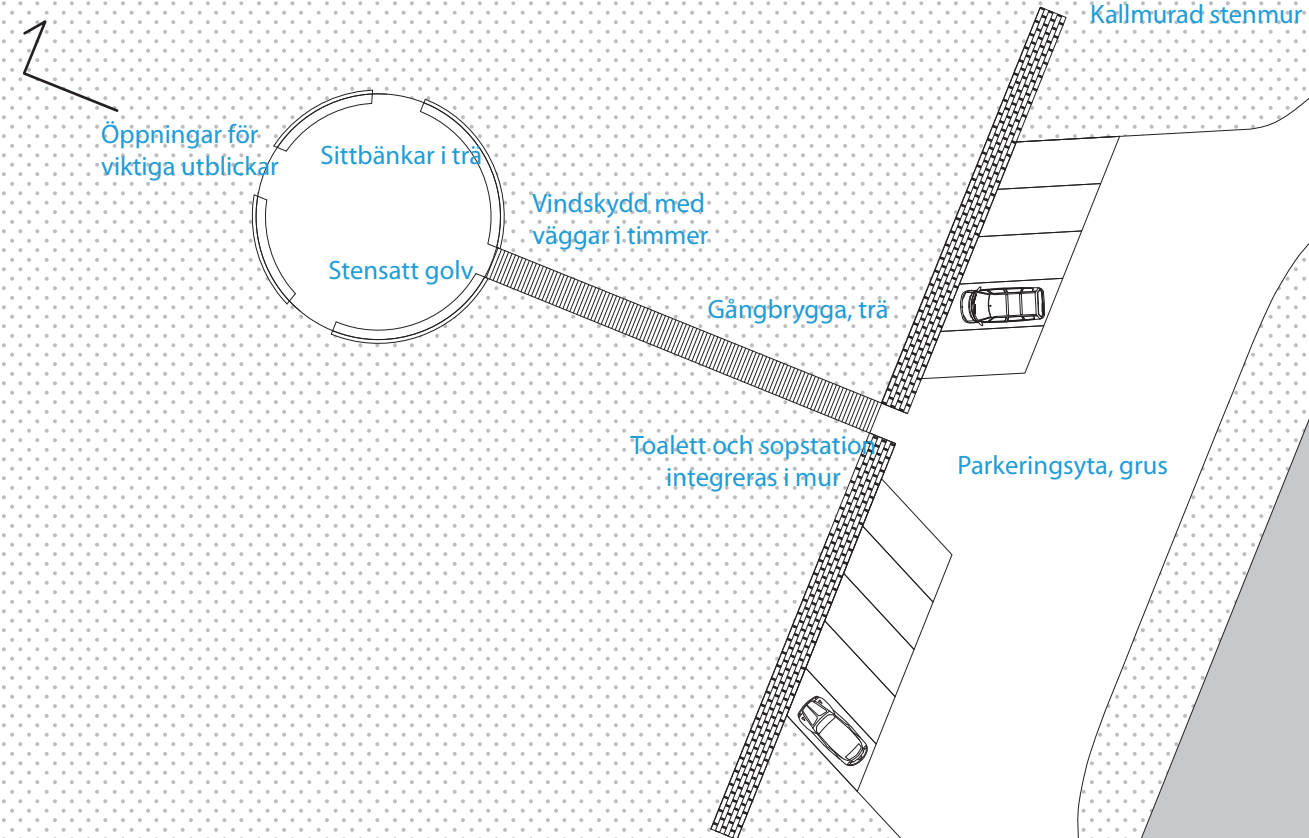 Kallmurad stenmur
Öppningar för
viktiga utblickar
Sittbänkar i trä
Vindskydd med
väggar i timmer
Stensatt golv
Gångbrygga, trä
Toalett och sopstation
integreras i mur
Parkeringsyta, grus